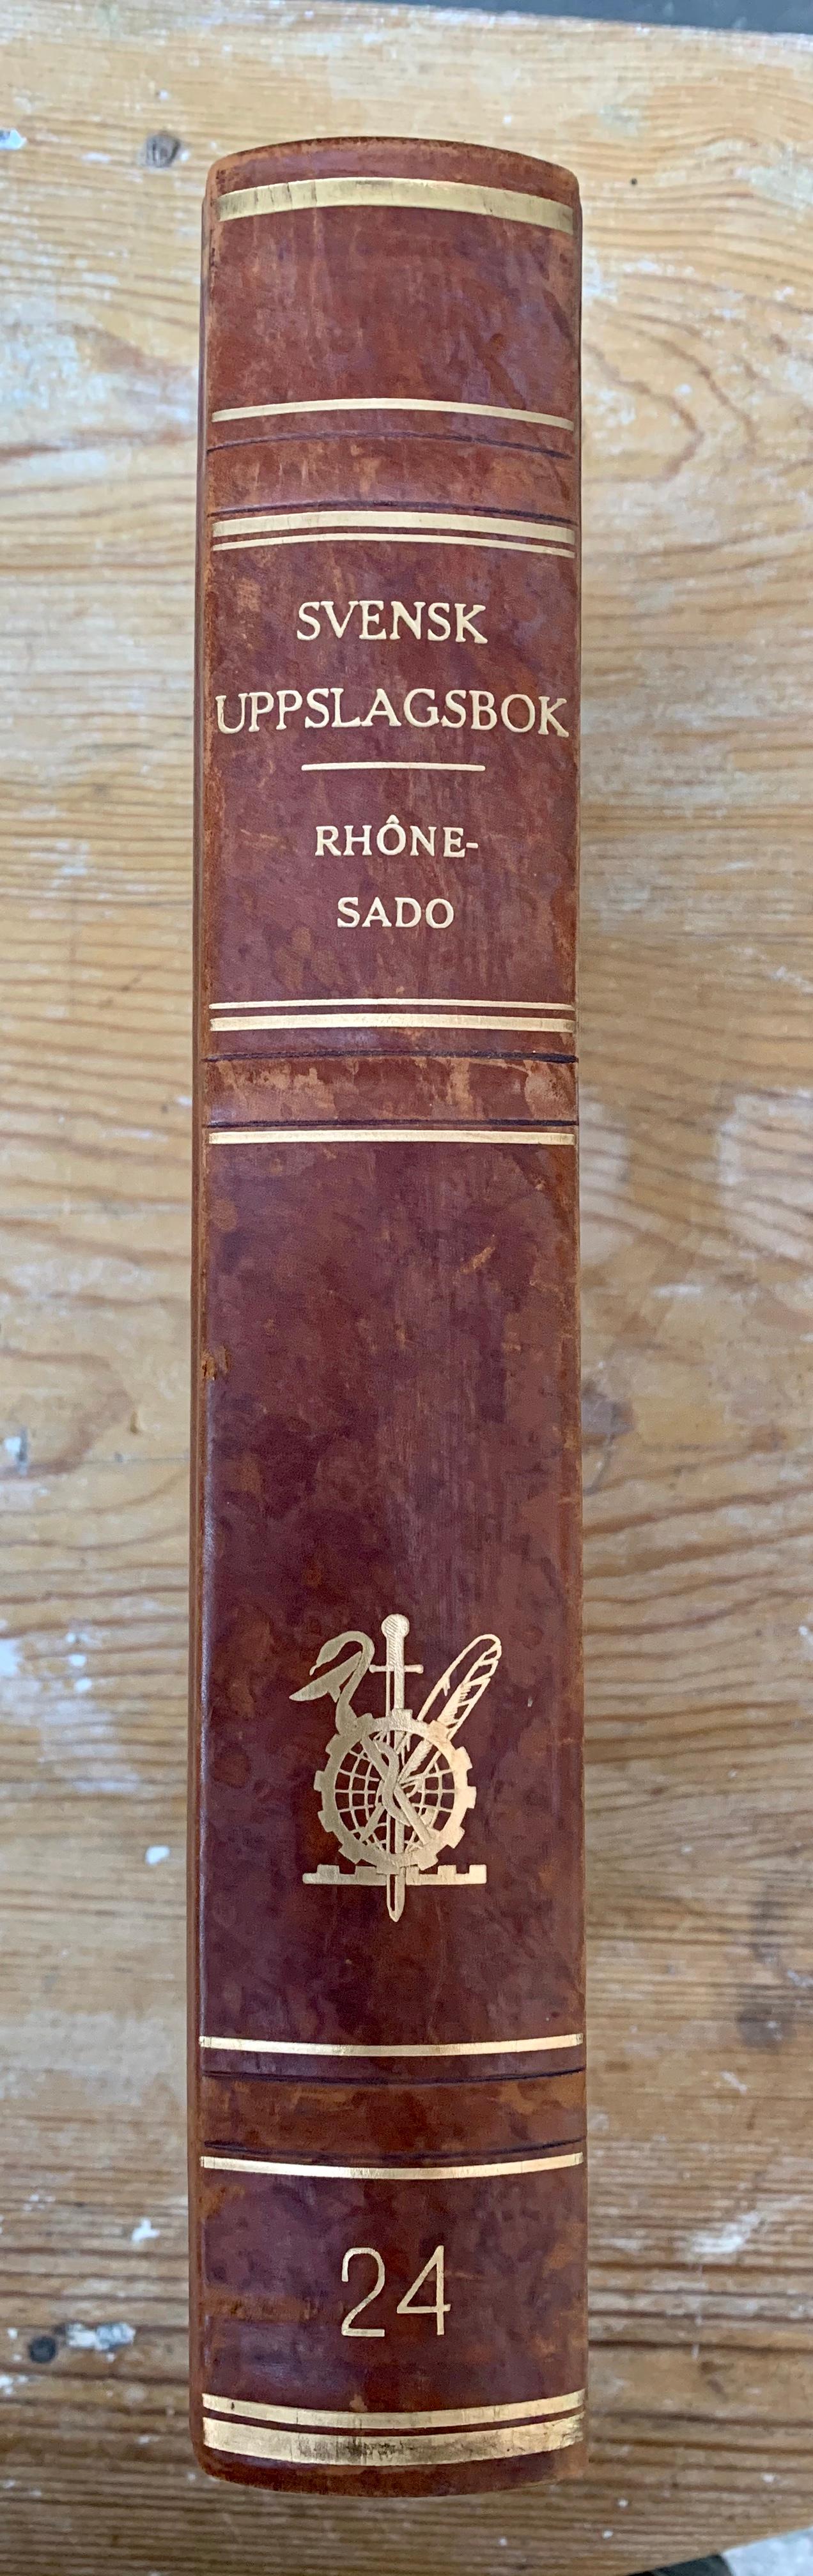 SVENSK
UPPSLAGSBOK
RHÔNE-
SADO
24